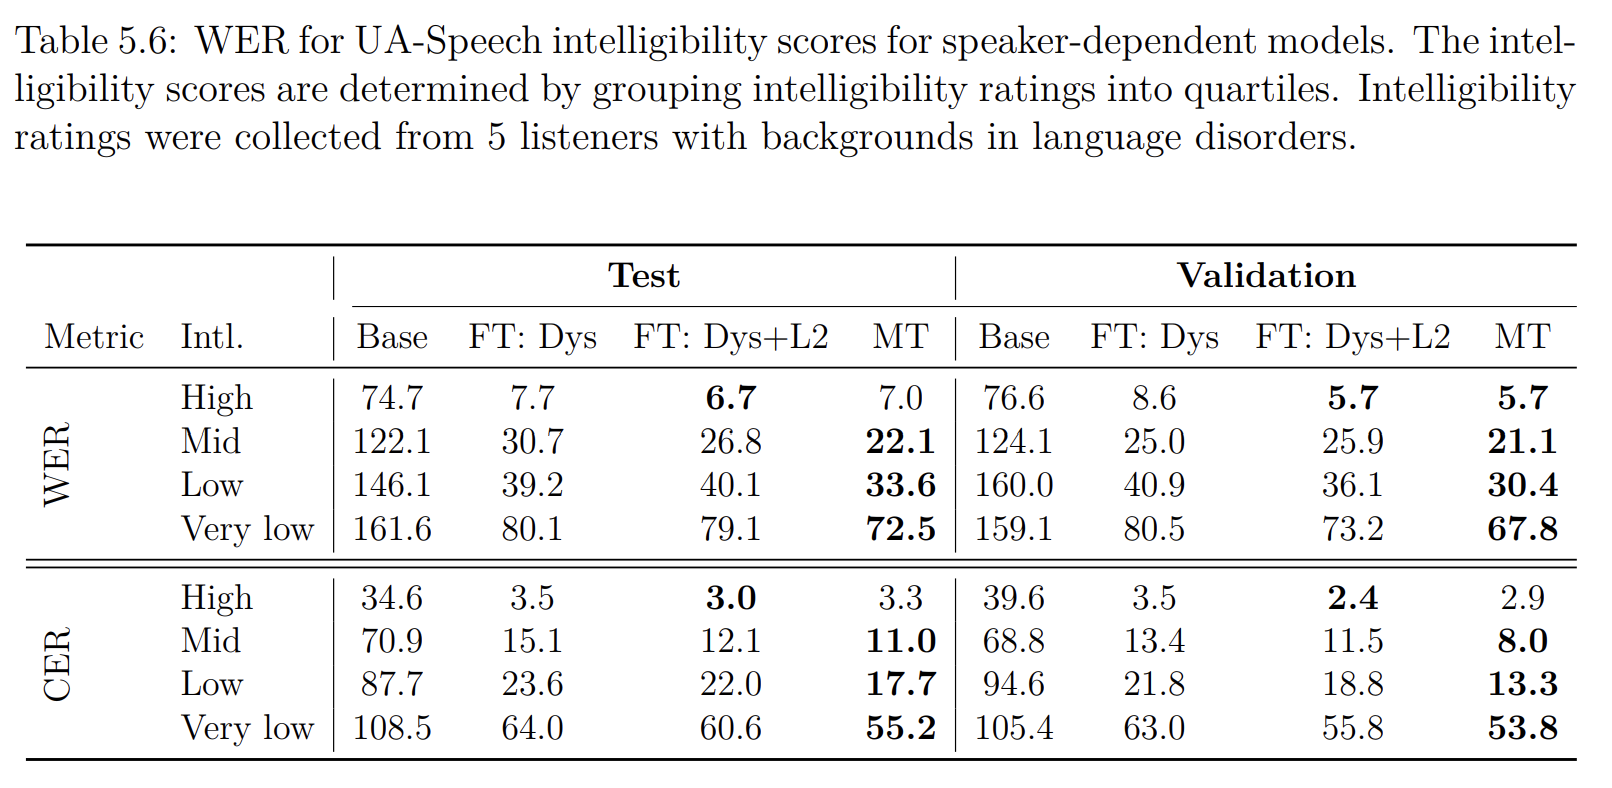 Table 5.6: WER for UA-Speech intelligibility scores for speaker-dependent models. The intel-
ligibility scores are determined by grouping intelligibility ratings into quartiles. Intelligibility
ratings were collected from 5 listeners with backgrounds in language disorders.
Test Validation
Metric Intl. Base FT: Dys FT: Dys+L2 MT Base FT: Dys FT: Dys+L2 MT
WER
High 74.7 7.7 6.7 7.0 76.6 8.6 5.7 5.7
Mid 122.1 30.7 26.8 22.1 124.1 25.0 25.9 21.1
Low 146.1 39.2 40.1 33.6 160.0 40.9 36.1 30.4
Very low 161.6 80.1 79.1 72.5 159.1 80.5 73.2 67.8
CER
High 34.6 3.5 3.0 3.3 39.6 3.5 2.4 2.9
Mid 70.9 15.1 12.1 11.0 68.8 13.4 11.5 8.0
Low 87.7 23.6 22.0 17.7 94.6 21.8 18.8 13.3
Very low 108.5 64.0 60.6 55.2 105.4 63.0 55.8 53.8